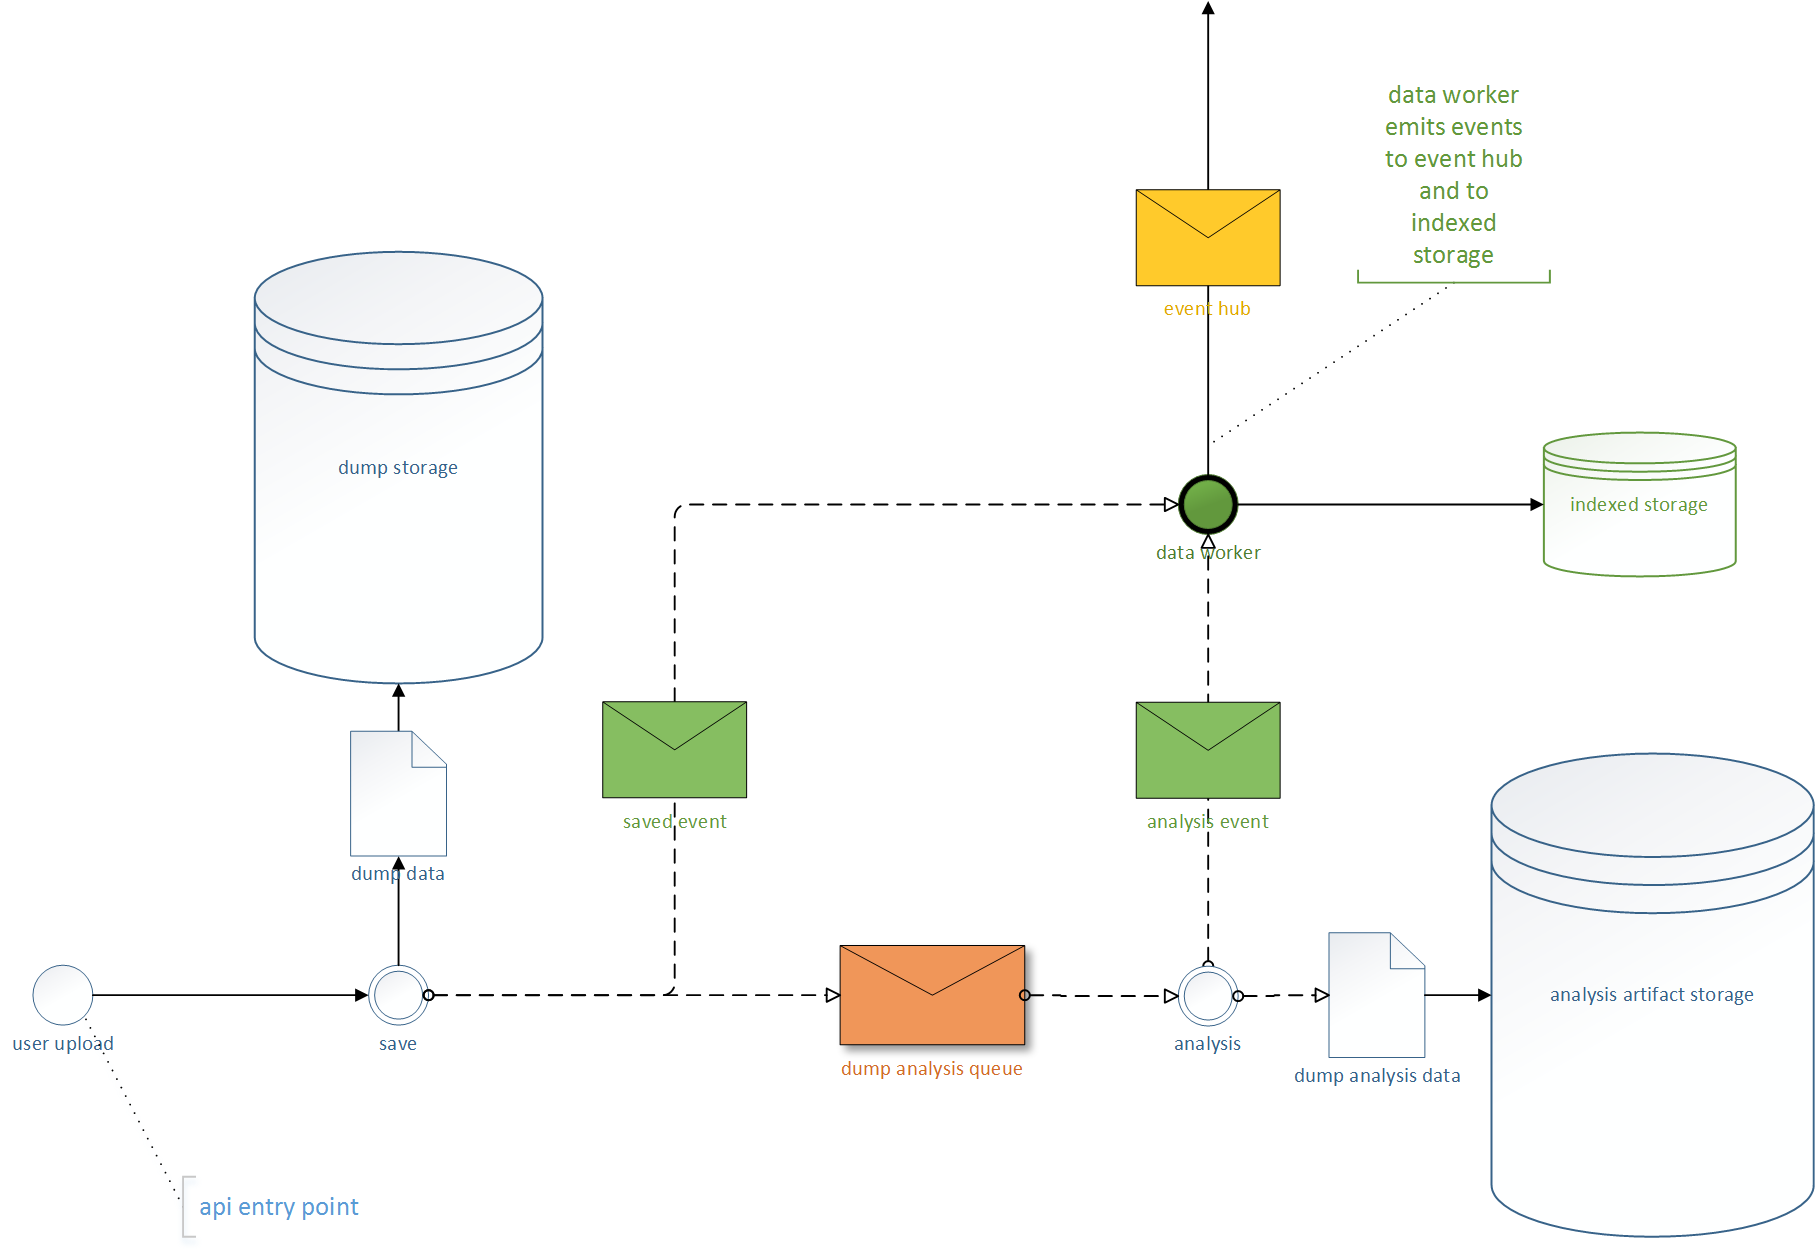 data worker
emits events
to event hub
and to
indexed
storage
event hub
dump storage
indexed storage
data worker
saved event
analysis event
dump data
analysis artifact storage
user upload
save
dump analysis queue
analysis
dump analysis data
api entry point